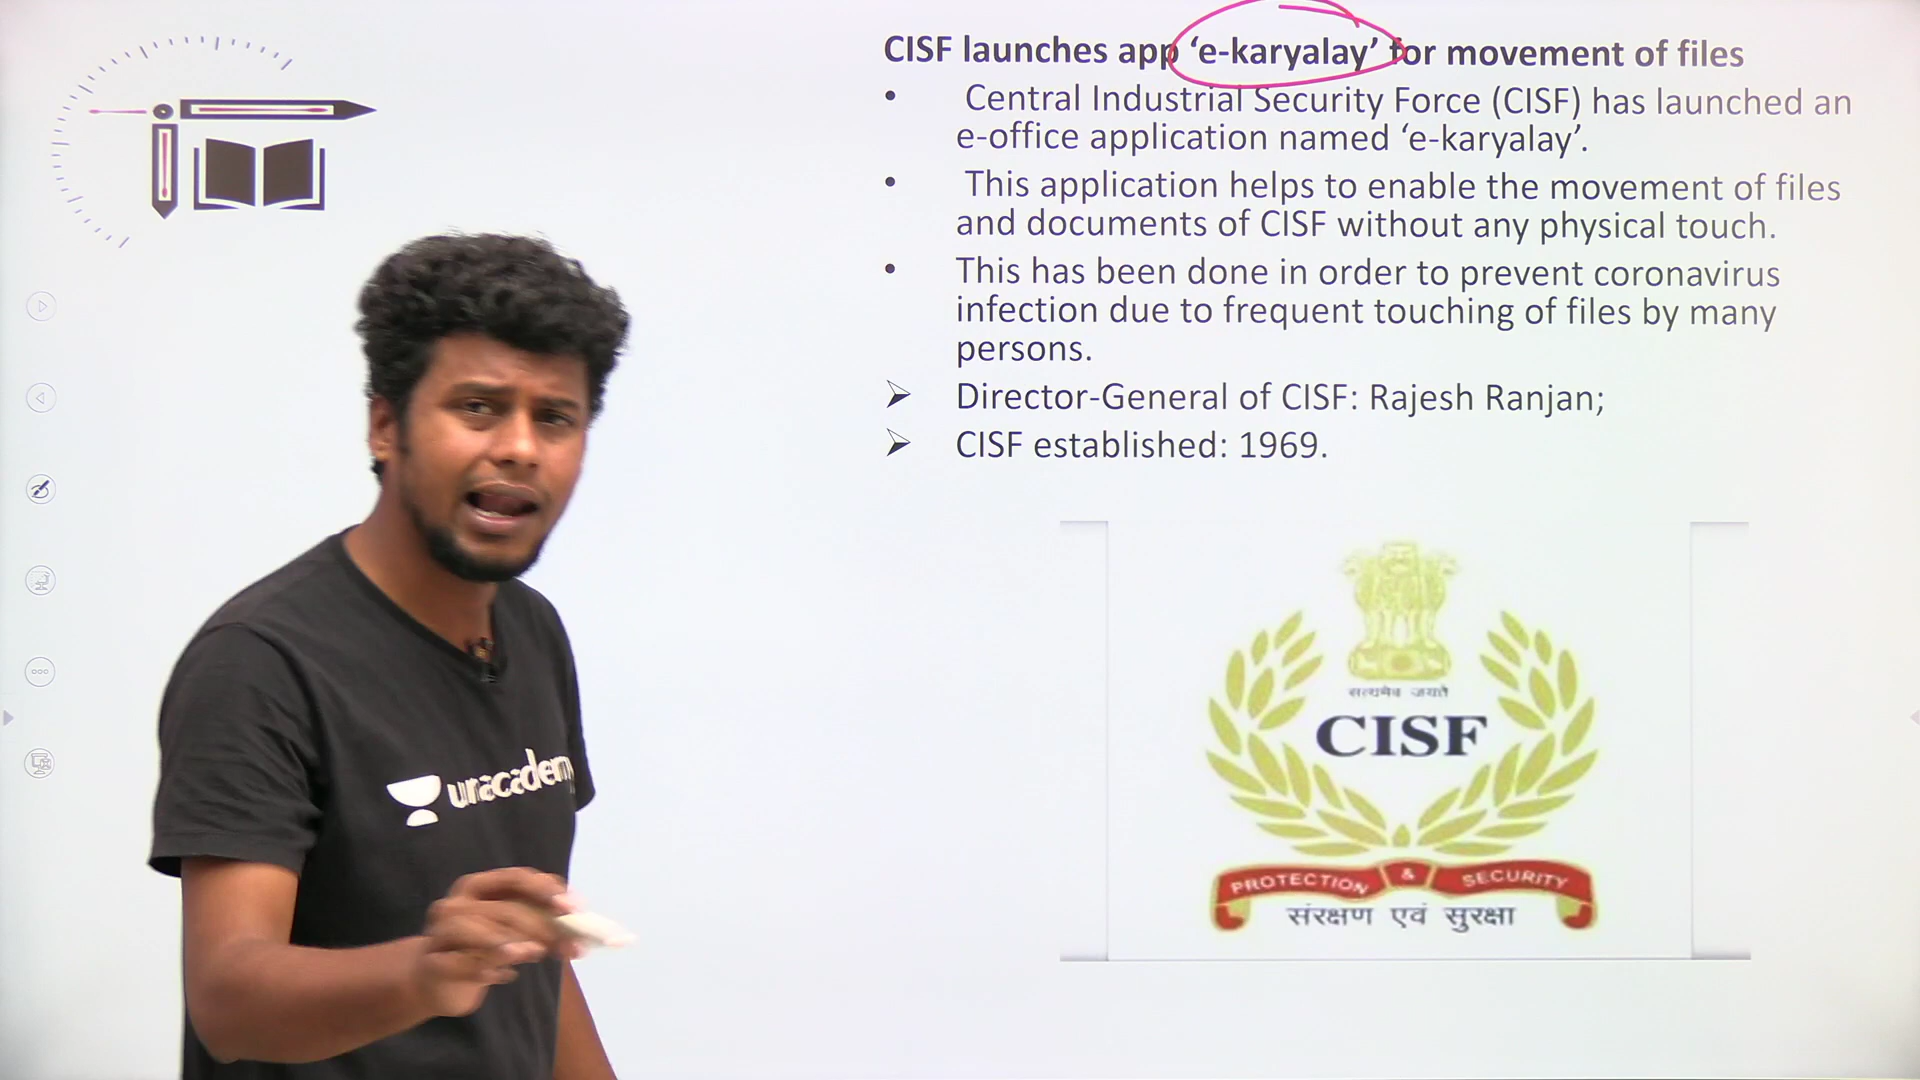 CISF launches app ‘e-karyalay’ for movement of files
• Central Industrial Security Force (CISF) has launched an
e-office application named ‘e-karyalay’.
• This application helps to enable the movement of files
and documents of CISF without any physical touch.
• This has been done in order to prevent coronavirus
infection due to frequent touching of files by many
persons.
➢ Director-General of CISF: Rajesh Ranjan;
➢ CISF established: 1969.
सत्यमेव जयते
CISF
PROTECTION & SECURITY
संरक्षण एवं सुरक्षा
unacademy